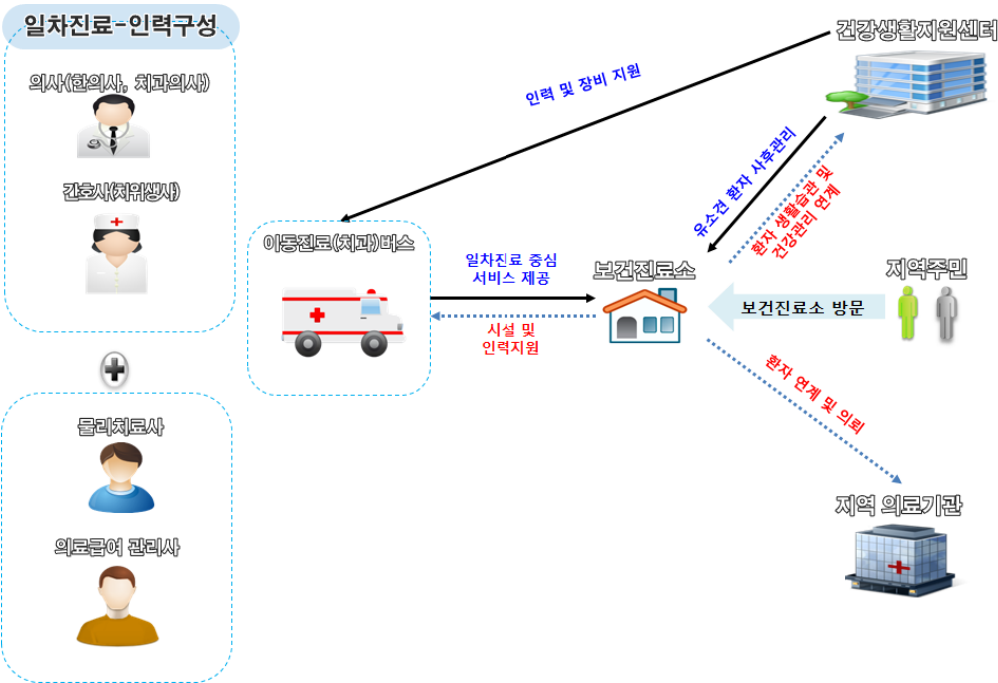 일차진료-인력구성
의사(한의사, 치과의사)
간호사(치위생사)
물리치료사
의료급여 관리사
이동진료(치과)버스
인력 및 장비 지원
일차진료 중심
서비스 제공
시설 및
인력지원
보건진료소
건강생활지원센터
유소견 환자 사후관리
환자 생활습관 및
건강관리 연계
지역주민
보건진료소 방문
환자 연계 및 의뢰
지역 의료기관